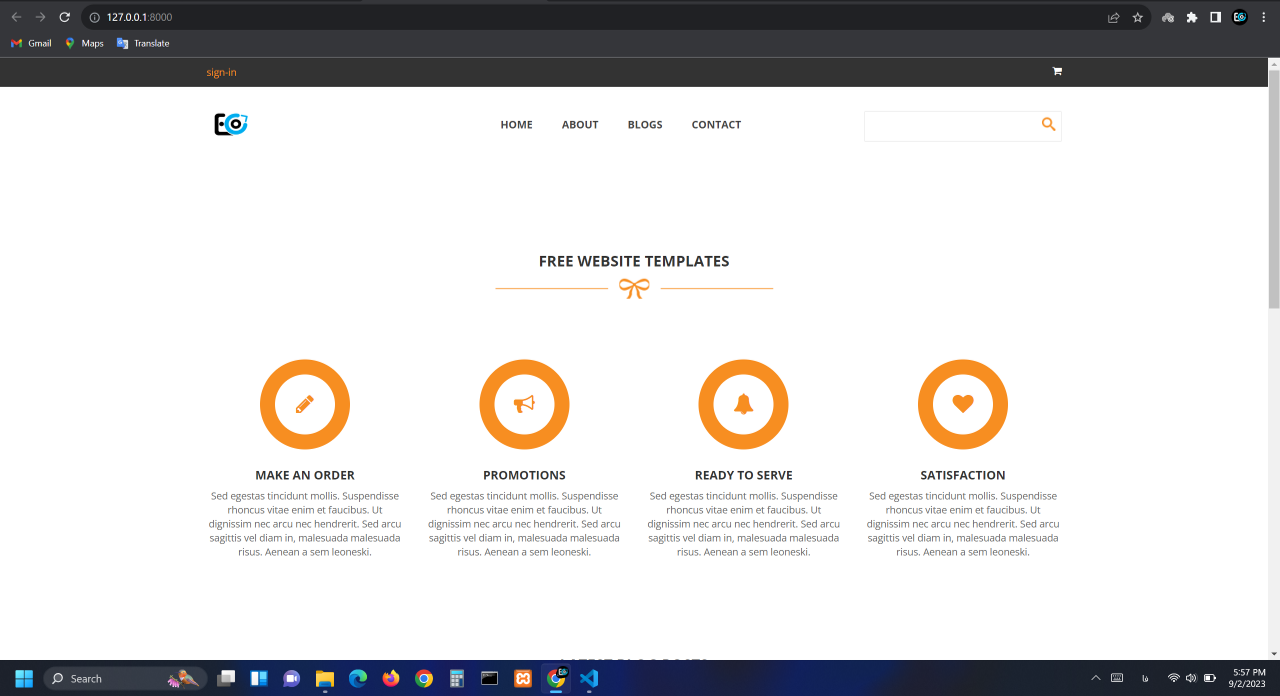 127.0.0.1:8000
Gmail Maps Translate
sign-in
HOME ABOUT BLOGS CONTACT
FREE WEBSITE TEMPLATES
MAKE AN ORDER
Sed egestas tincidunt mollis. Suspendisse
rhoncus vitae enim et faucibus. Ut
dignissim nec arcu nec hendrerit. Sed arcu
sagittis vel diam in, malesuada malesuada
risus. Aenean a sem leoneski.
PROMOTIONS
Sed egestas tincidunt mollis. Suspendisse
rhoncus vitae enim et faucibus. Ut
dignissim nec arcu nec hendrerit. Sed arcu
sagittis vel diam in, malesuada malesuada
risus. Aenean a sem leoneski.
READY TO SERVE
Sed egestas tincidunt mollis. Suspendisse
rhoncus vitae enim et faucibus. Ut
dignissim nec arcu nec hendrerit. Sed arcu
sagittis vel diam in, malesuada malesuada
risus. Aenean a sem leoneski.
SATISFACTION
Sed egestas tincidunt mollis. Suspendisse
rhoncus vitae enim et faucibus. Ut
dignissim nec arcu nec hendrerit. Sed arcu
sagittis vel diam in, malesuada malesuada
risus. Aenean a sem leoneski.
Search
فا
5:57 PM
9/2/2023